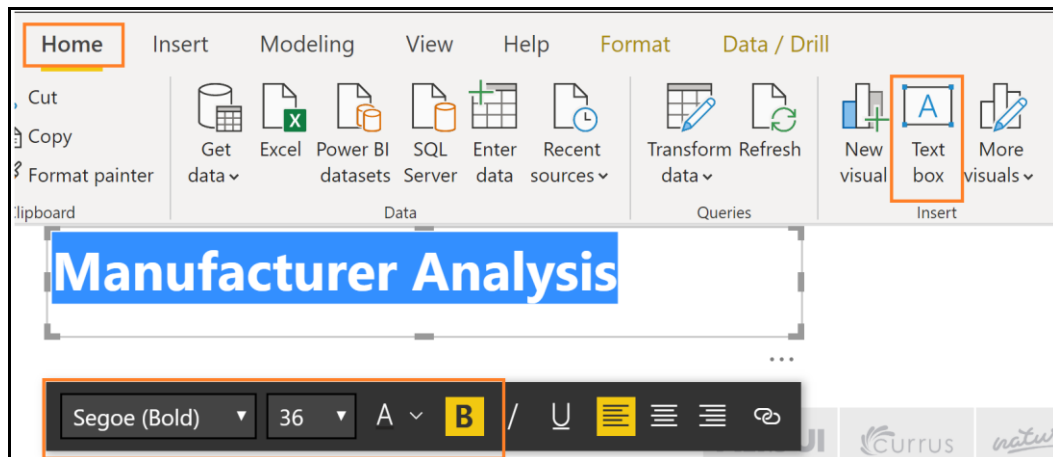 Home Insert Modeling View Help Format Data / Drill
Cut
Copy
Format painter
Get data
Excel
Power BI datasets
SQL Server
Enter data
Recent sources
Transform data
Refresh
New visual
Text box
More visuals
lipboard Data Queries Insert
Manufacturer Analysis
Segoe (Bold) 36 A B / U
UI currus natu